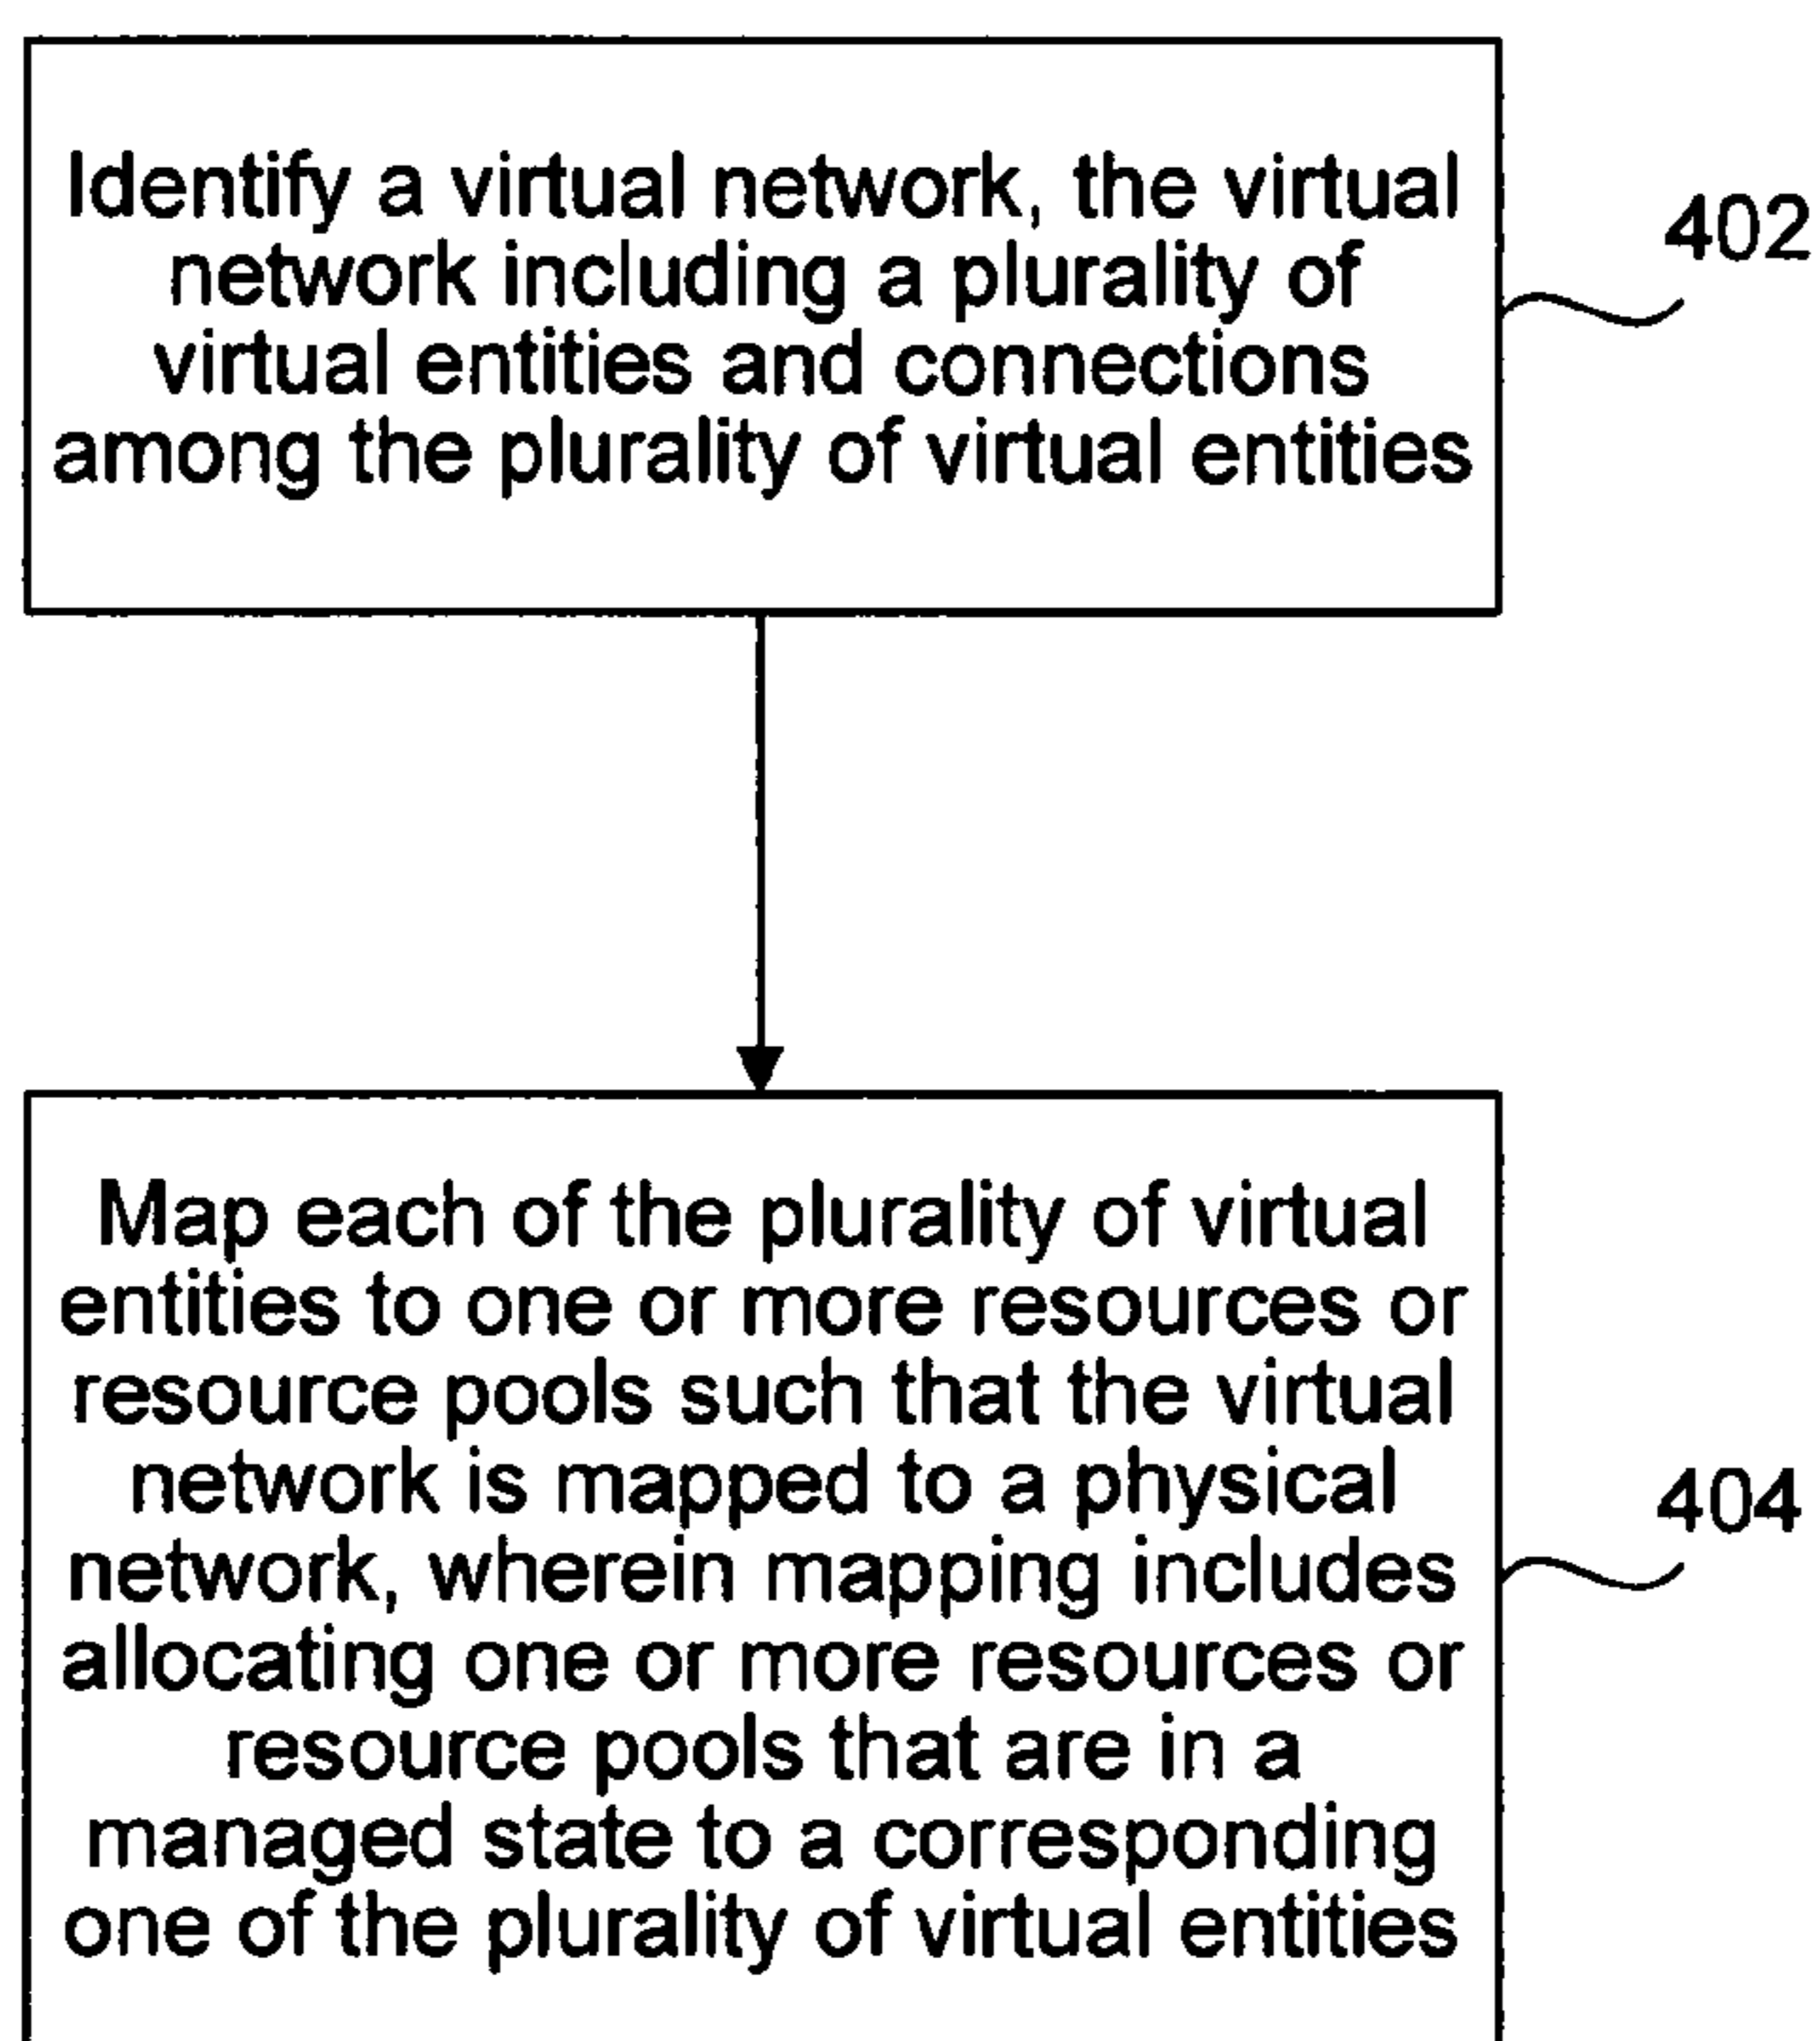 Identify a virtual network, the virtual
network including a plurality of
virtual entities and connections
among the plurality of virtual entities
402
Map each of the plurality of virtual
entities to one or more resources or
resource pools such that the virtual
network is mapped to a physical
network, wherein mapping includes
allocating one or more resources or
resource pools that are in a
managed state to a corresponding
one of the plurality of virtual entities
404